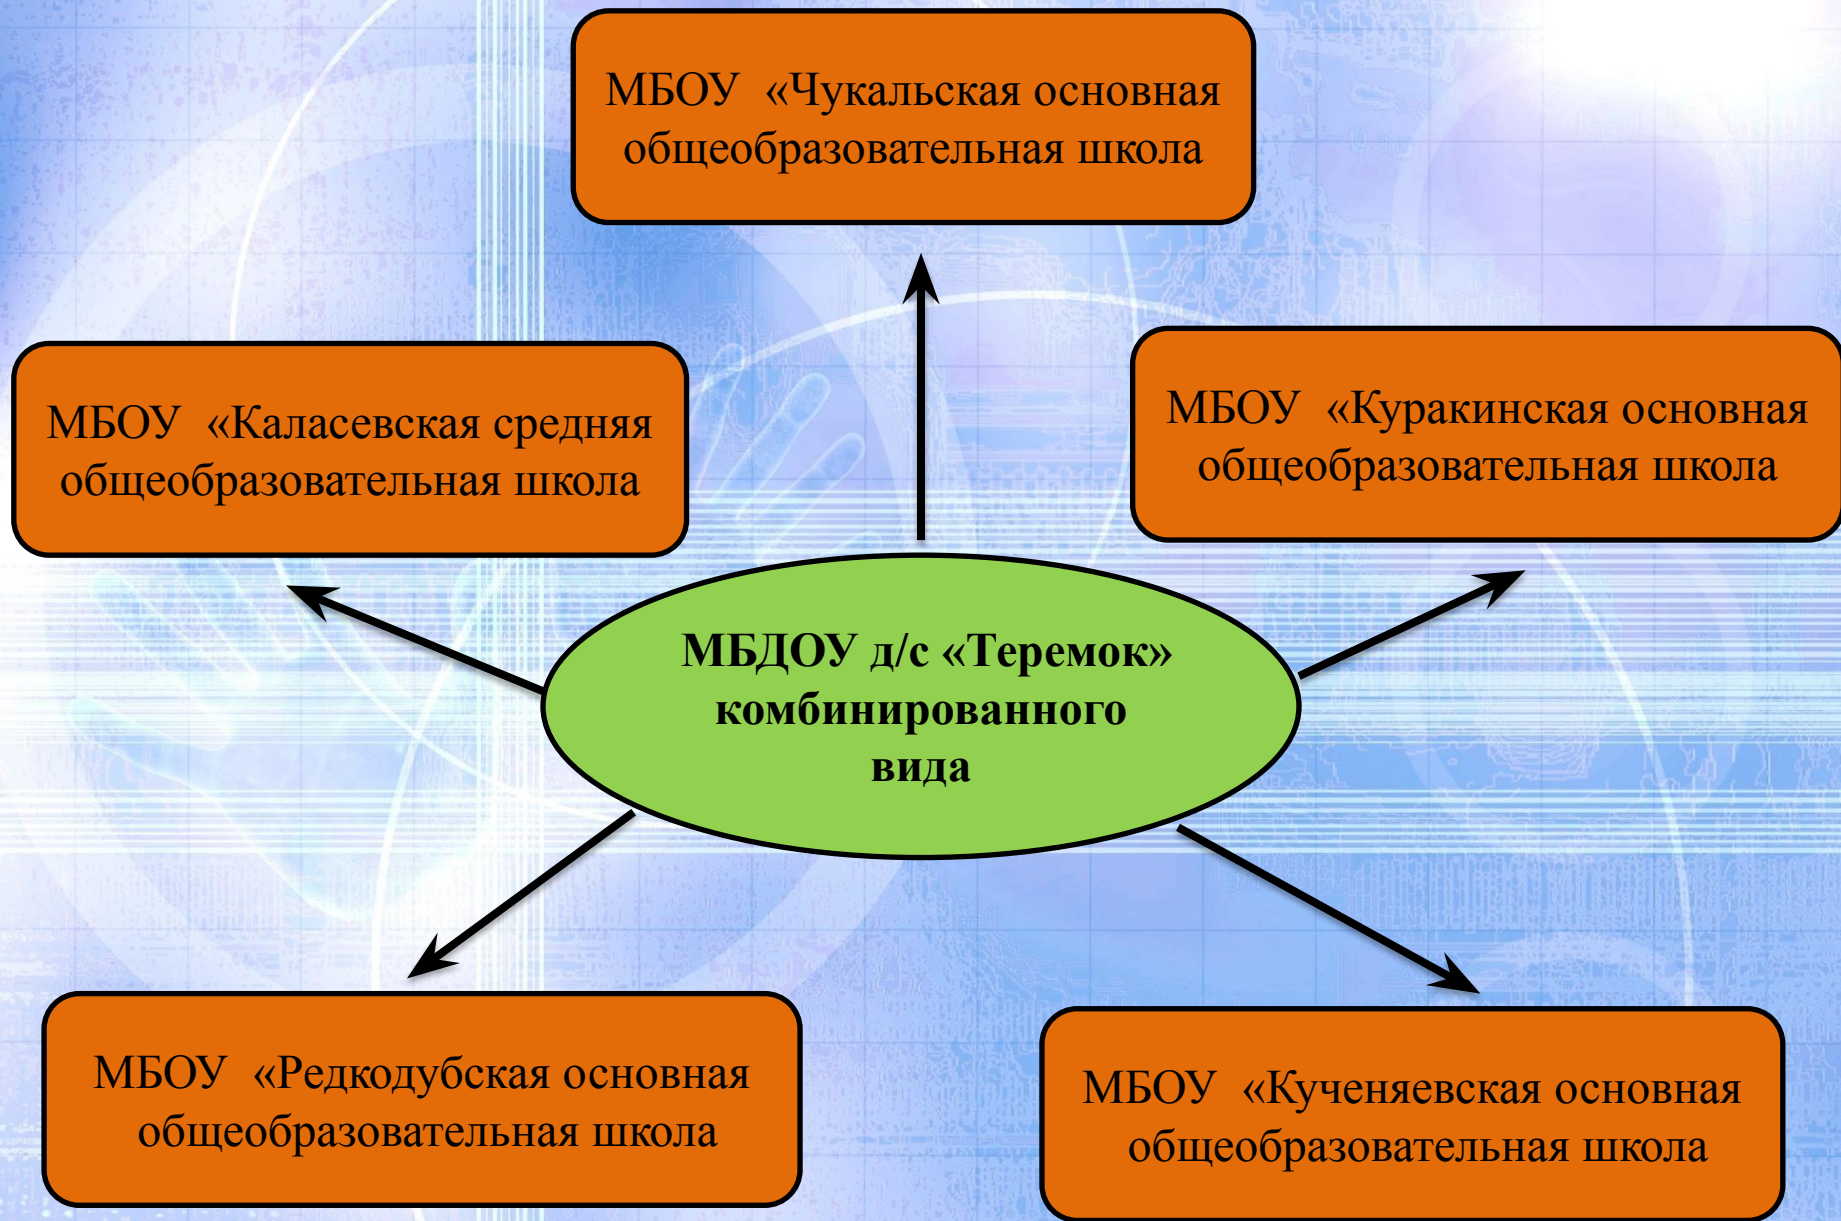 МБОУ «Чукальская основная
общеобразовательная школа
МБОУ «Каласевская средняя
общеобразовательная школа
МБОУ «Куракинская основная
общеобразовательная школа
МБДОУ д/с «Теремок»
комбинированного
вида
МБОУ «Редкодубская основная
общеобразовательная школа
МБОУ «Кученяевская основная
общеобразовательная школа